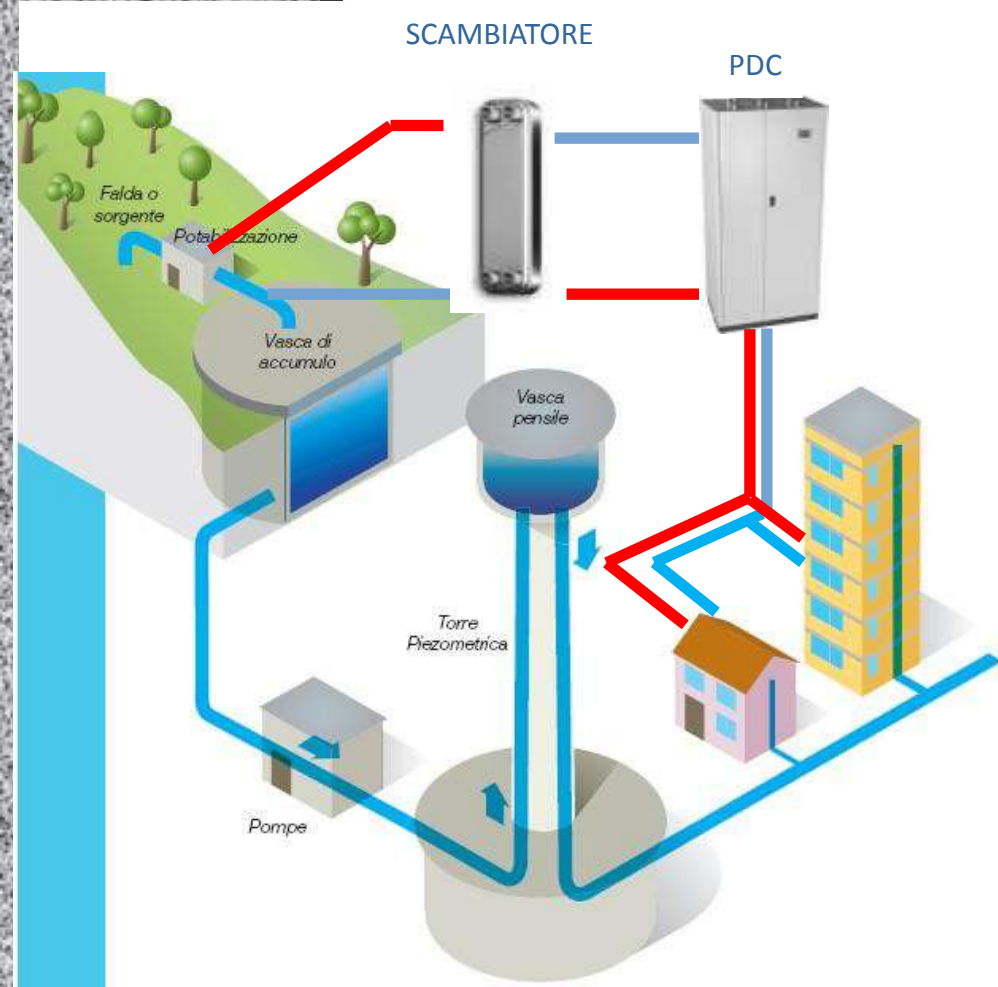 SCAMBIATORE
PDC
Falda o
sorgente
Potabilizzazione
Vasca di
accumulo
Vasca
pensile
Torre
Piezometrica
Pompe